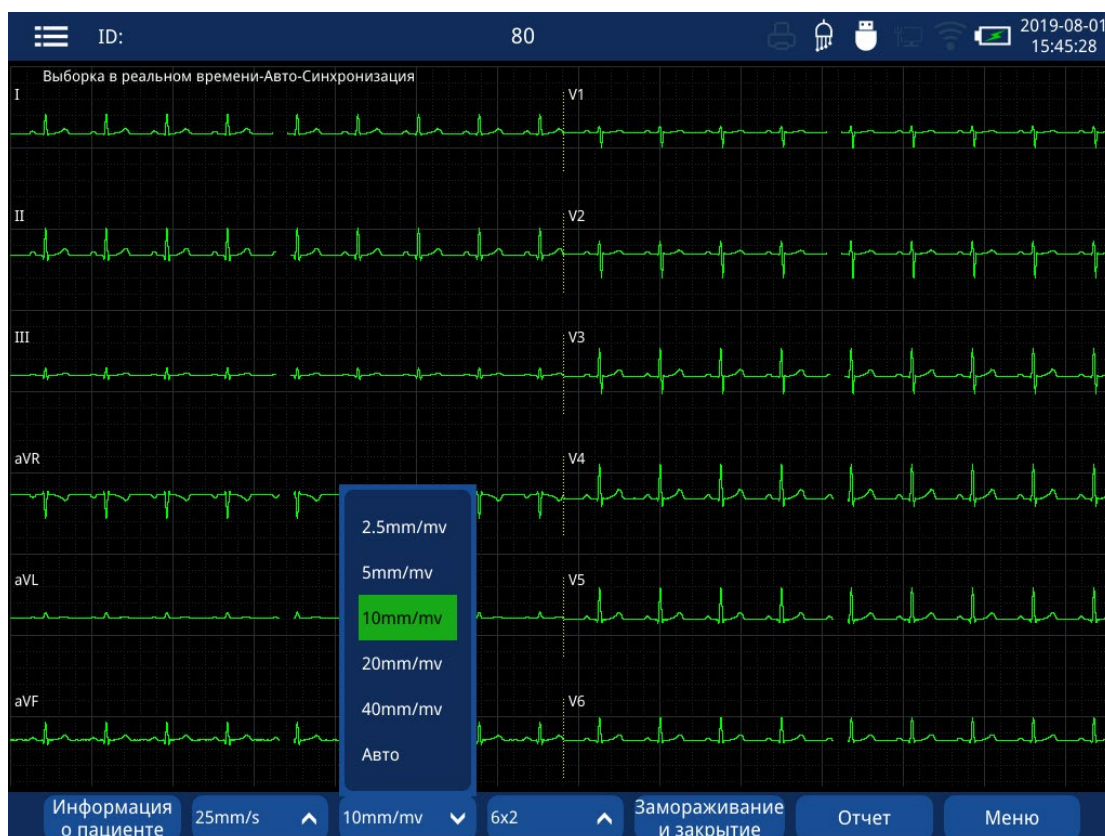 ID:
80
2019-08-01
15:45:28
Выборка в реальном времени-Авто-Синхронизация
I
V1
II
V2
III
V3
aVR
V4
aVL
V5
aVF
V6
2.5mm/mv
5mm/mv
10mm/mv
20mm/mv
40mm/mv
Авто
Информация
о пациенте
25mm/s
10mm/mv
6x2
Замораживание
и закрытие
Отчет
Меню